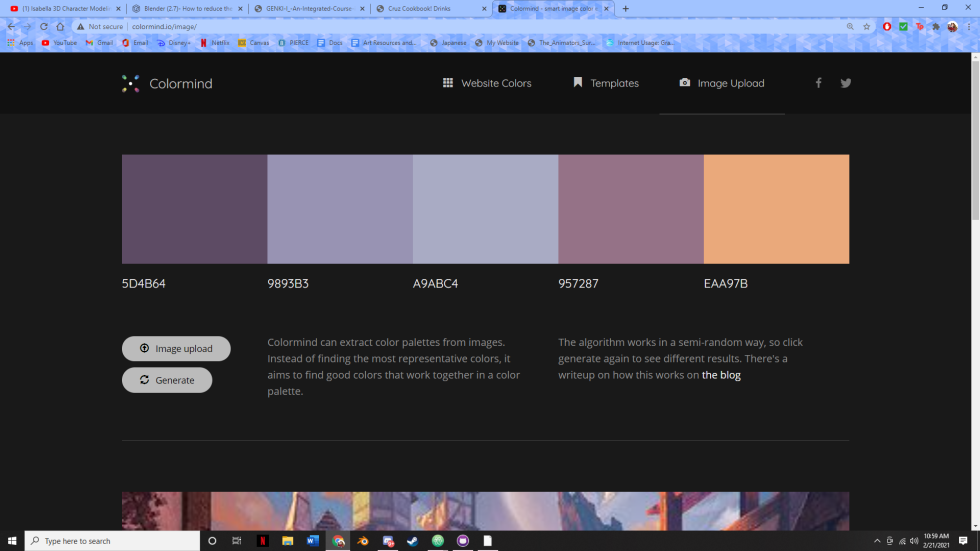 [1] Isabella 3D Character Modeli
Blender (2.7)- How to reduce the
GENKI-I_-An-Integrated-Course-
Cruz Cookbook! Drinks
Colormind - smart image color
Not secure | colormind.io/image/
Apps
YouTube
Gmail
Email
Disney+
Netflix
Canvas
PIERCE
Docs
Art Resources and...
Japanese
My Website
The_Animators_Sur...
Internet Usage: Gra...
Colormind
Website Colors
Templates
Image Upload
5D4B64
9893B3
A9ABC4
957287
EAA97B
Image upload
Generate
Colormind can extract color palettes from images.
Instead of finding the most representative colors, it
aims to find good colors that work together in a color
palette.
The algorithm works in a semi-random way, so click
generate again to see different results. There's a
writeup on how this works on the blog
Type here to search
10:59 AM
2/21/2021